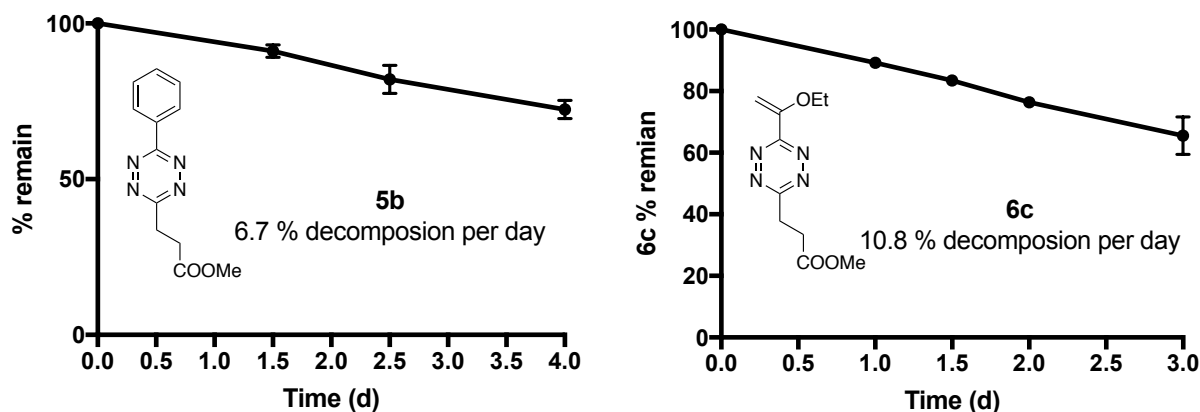 100
50
0
% remain
N
N
N
N
COOMe
5b
6.7 % decomposion per day
0.0 0.5 1.0 1.5 2.0 2.5 3.0 3.5 4.0
Time (d)
100
80
60
40
20
0
6c % remian
OEt
N
N
N
N
COOMe
6c
10.8 % decomposion per day
0.0 0.5 1.0 1.5 2.0 2.5 3.0
Time (d)